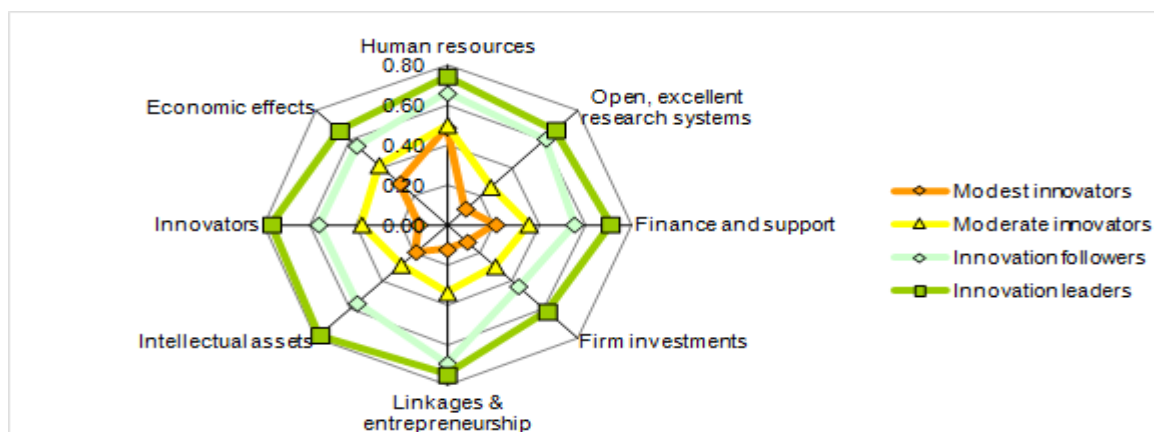 Human resources
0.80
Economic effects
Open, excellent
research systems
0.60
0.40
0.20
Innovators
0.00
Finance and support
Modest innovators
Moderate innovators
Innovation followers
Innovation leaders
Intellectual assets
Firm investments
Linkages &
entrepreneurship